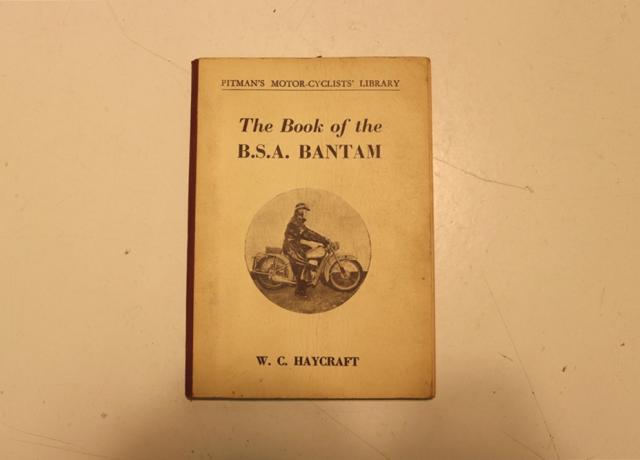 PITMAN'S MOTOR-CYCLISTS' LIBRARY
The Book of the
B.S.A. BANTAM
W. C. HAYCRAFT